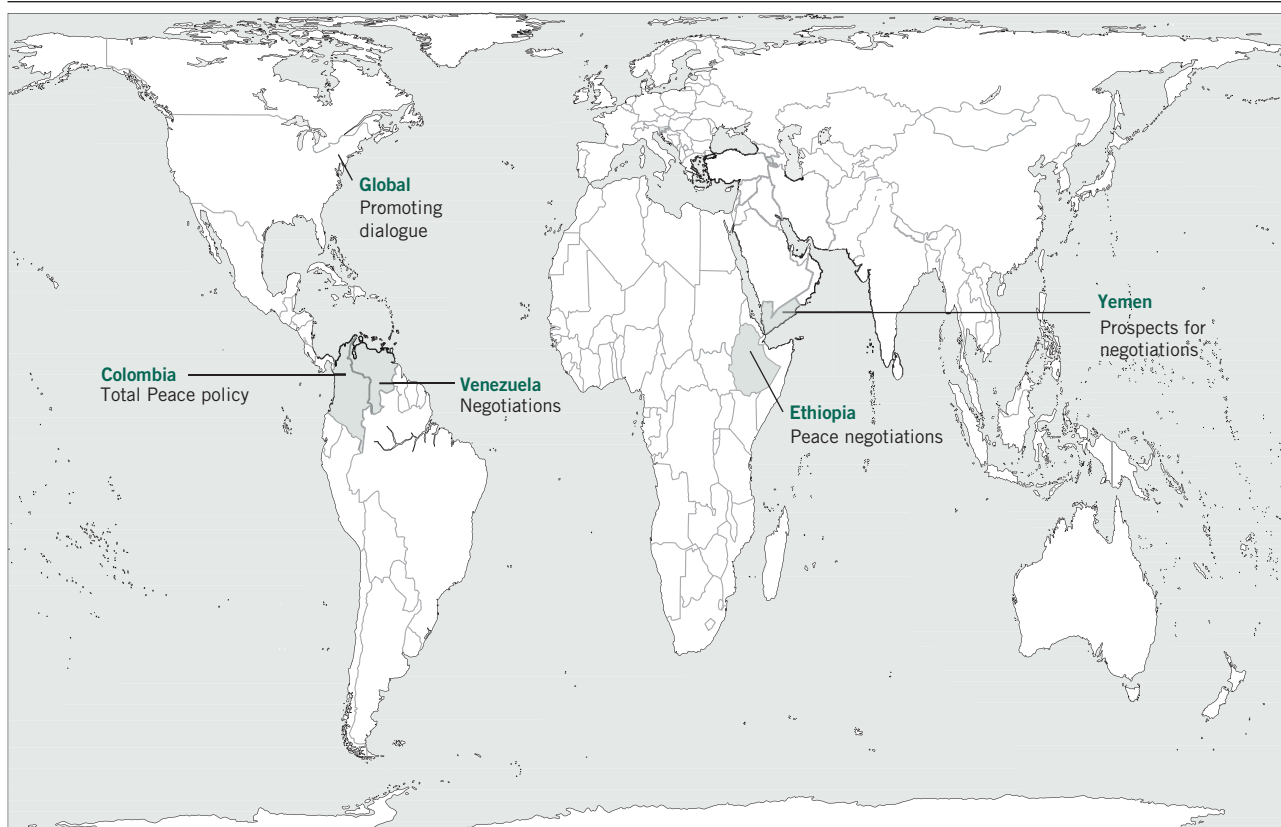 Global
Promoting
dialogue
Yemen
Prospects for
negotiations
Colombia
Total Peace policy
Venezuela
Negotiations
Ethiopia
Peace negotiations